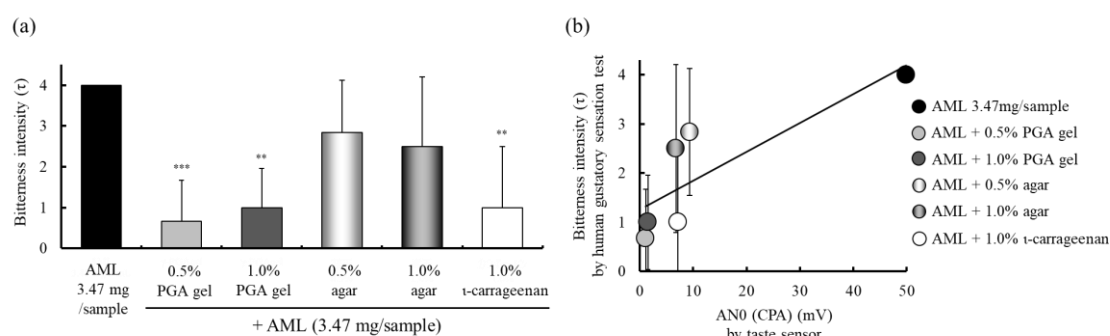 (a)
Bitterness intensity (τ)
4
3
2
1
0
***
**
**
AML
3.47 mg
/sample
0.5%
PGA gel
1.0%
PGA gel
0.5%
agar
1.0%
agar
1.0%
ι-carrageenan
+ AML (3.47 mg/sample)
(b)
Bitterness intensity (τ)
by human gustatory sensation test
4
3
2
1
0
0 10 20 30 40 50
AN0 (CPA) (mV)
by taste sensor
AML 3.47mg/sample
AML + 0.5% PGA gel
AML + 1.0% PGA gel
AML + 0.5% agar
AML + 1.0% agar
AML + 1.0% ι-carrageenan